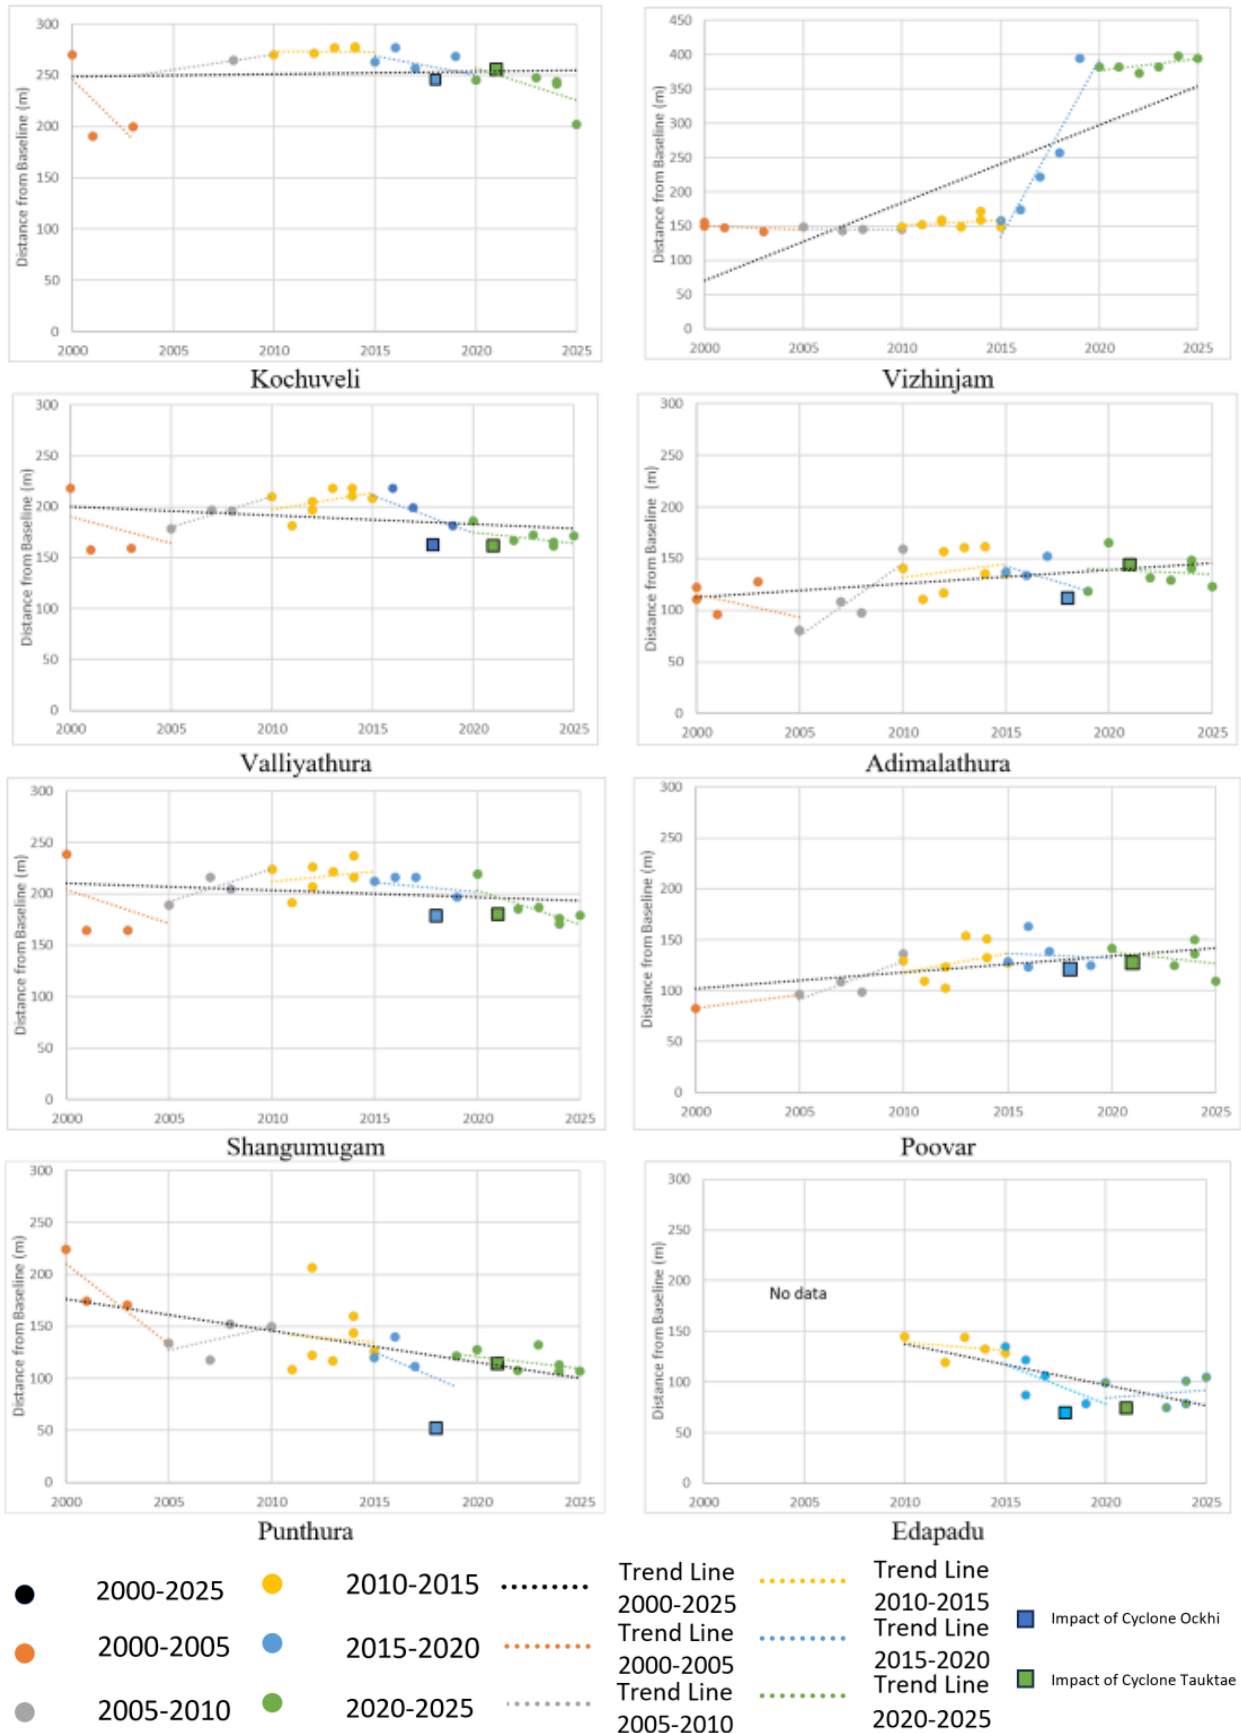 300
250
200
150
100
50
0
Distance from Baseline (m)
2000 2005 2010 2015 2020 2025
Kochuveli
450
400
350
300
250
200
150
100
50
0
Distance from Baseline (m)
2000 2005 2010 2015 2020 2025
Vizhinjam
300
250
200
150
100
50
0
Distance from Baseline (m)
2000 2005 2010 2015 2020 2025
Valliyathura
300
250
200
150
100
50
0
Distance from Baseline (m)
2000 2005 2010 2015 2020 2025
Adimalathura
300
250
200
150
100
50
0
Distance from Baseline (m)
2000 2005 2010 2015 2020 2025
Shangumugam
300
250
200
150
100
50
0
Distance from Baseline (m)
2000 2005 2010 2015 2020 2025
Poovar
300
250
200
150
100
50
0
Distance from Baseline (m)
2000 2005 2010 2015 2020 2025
Punthura
300
250
200
150
100
50
0
Distance from Baseline (m)
No data
2000 2005 2010 2015 2020 2025
Edapadu
2000-2025
2000-2005
2005-2010
2010-2015
2015-2020
2020-2025
Trend Line
2000-2025
Trend Line
2000-2005
Trend Line
2005-2010
Trend Line
2010-2015
Trend Line
2015-2020
Trend Line
2020-2025
Impact of Cyclone Ockhi
Impact of Cyclone Tauktae